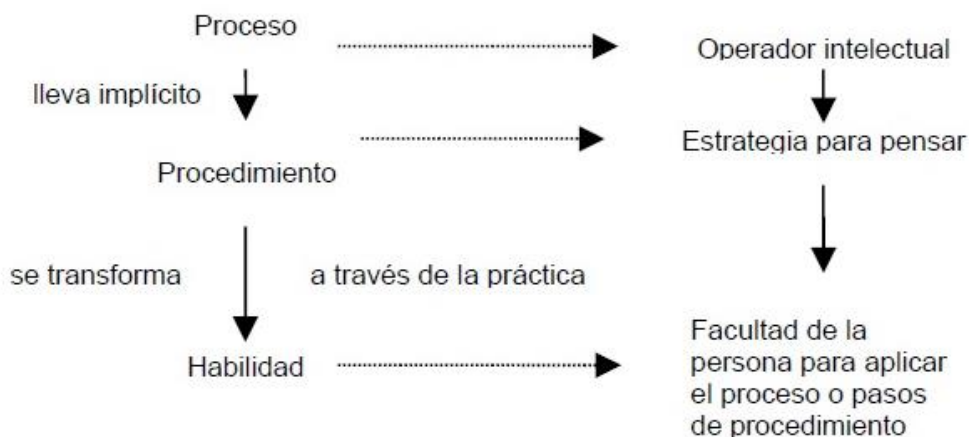 Proceso
Operador intelectual
lleva implícito
Estrategia para pensar
Procedimiento
se transforma
a través de la práctica
Habilidad
Facultad de la
persona para aplicar
el proceso o pasos
de procedimiento